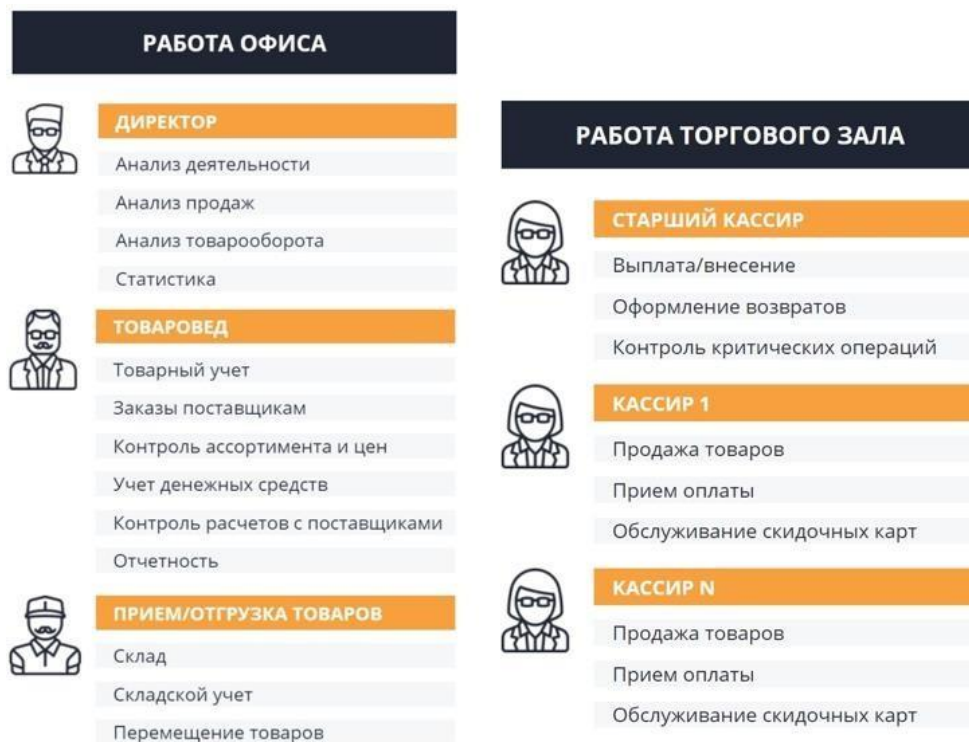 РАБОТА ОФИСА
ДИРЕКТОР
Анализ деятельности
Анализ продаж
Анализ товарооборота
Статистика
ТОВАРОВЕД
Товарный учет
Заказы поставщикам
Контроль ассортимента и цен
Учет денежных средств
Контроль расчетов с поставщиками
Отчетность
ПРИЕМ/ОТГРУЗКА ТОВАРОВ
Склад
Складской учет
Перемещение товаров
РАБОТА ТОРГОВОГО ЗАЛА
СТАРШИЙ КАССИР
Выплата/внесение
Оформление возвратов
Контроль критических операций
КАССИР 1
Продажа товаров
Прием оплаты
Обслуживание скидочных карт
КАССИР N
Продажа товаров
Прием оплаты
Обслуживание скидочных карт